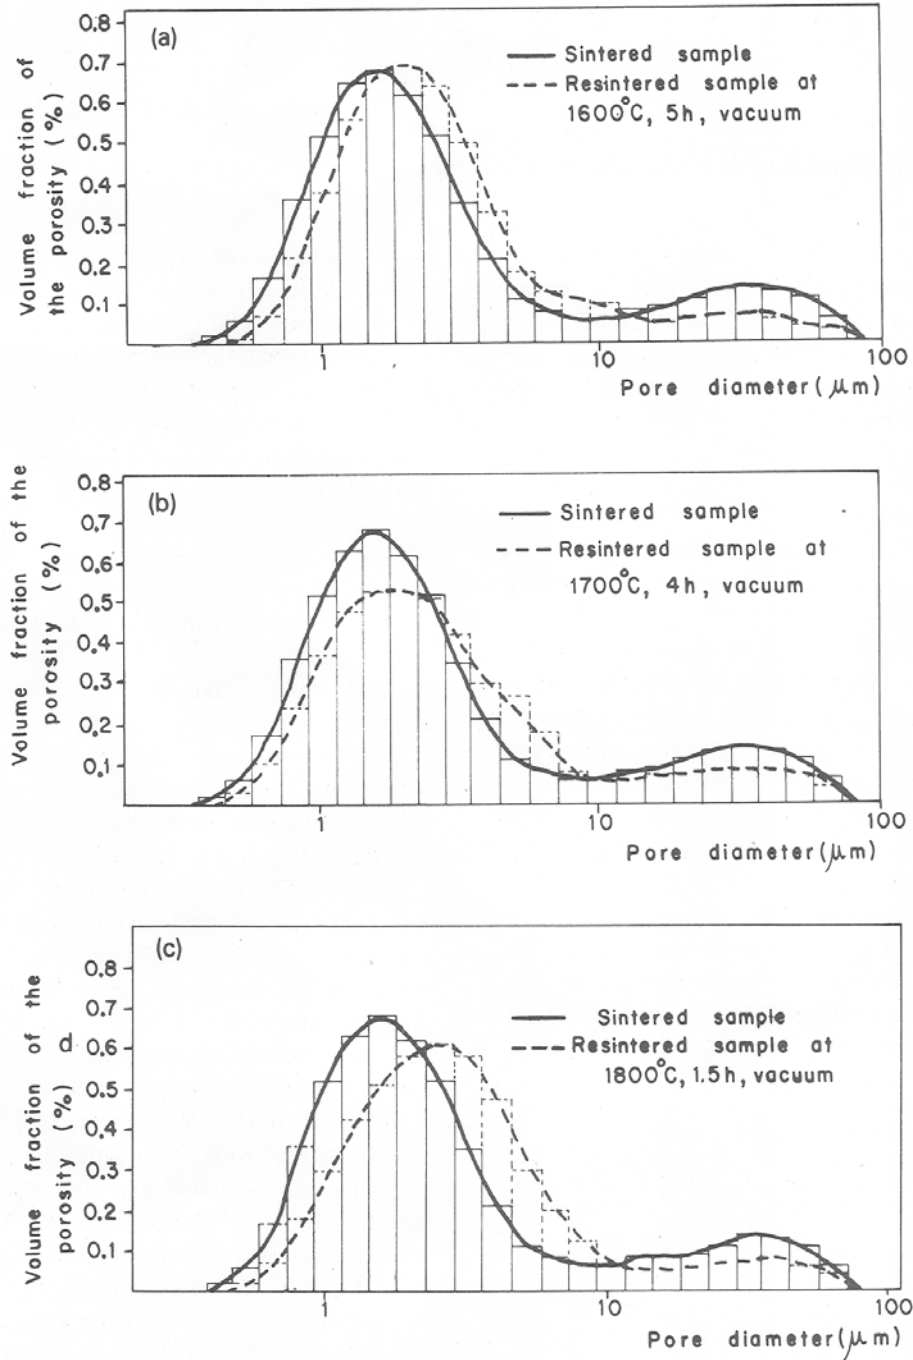 (a)
Volume fraction of
the porosity (%)
0.8
0.7
0.6
0.5
0.4
0.3
0.2
0.1
Sintered sample
Resintered sample at
1600°C, 5h, vacuum
1
10
100
Pore diameter(μm)
(b)
Volume fraction of the
porosity (%)
0.8
0.7
0.6
0.5
0.4
0.3
0.2
0.1
Sintered sample
Resintered sample at
1700°C, 4h, vacuum
1
10
100
Pore diameter(μm)
(c)
Volume fraction of the
porosity (%)
0.8
0.7
0.6
0.5
0.4
0.3
0.2
0.1
Sintered sample
Resintered sample at
1800°C, 1.5h, vacuum
1
10
100
Pore diameter(μm)